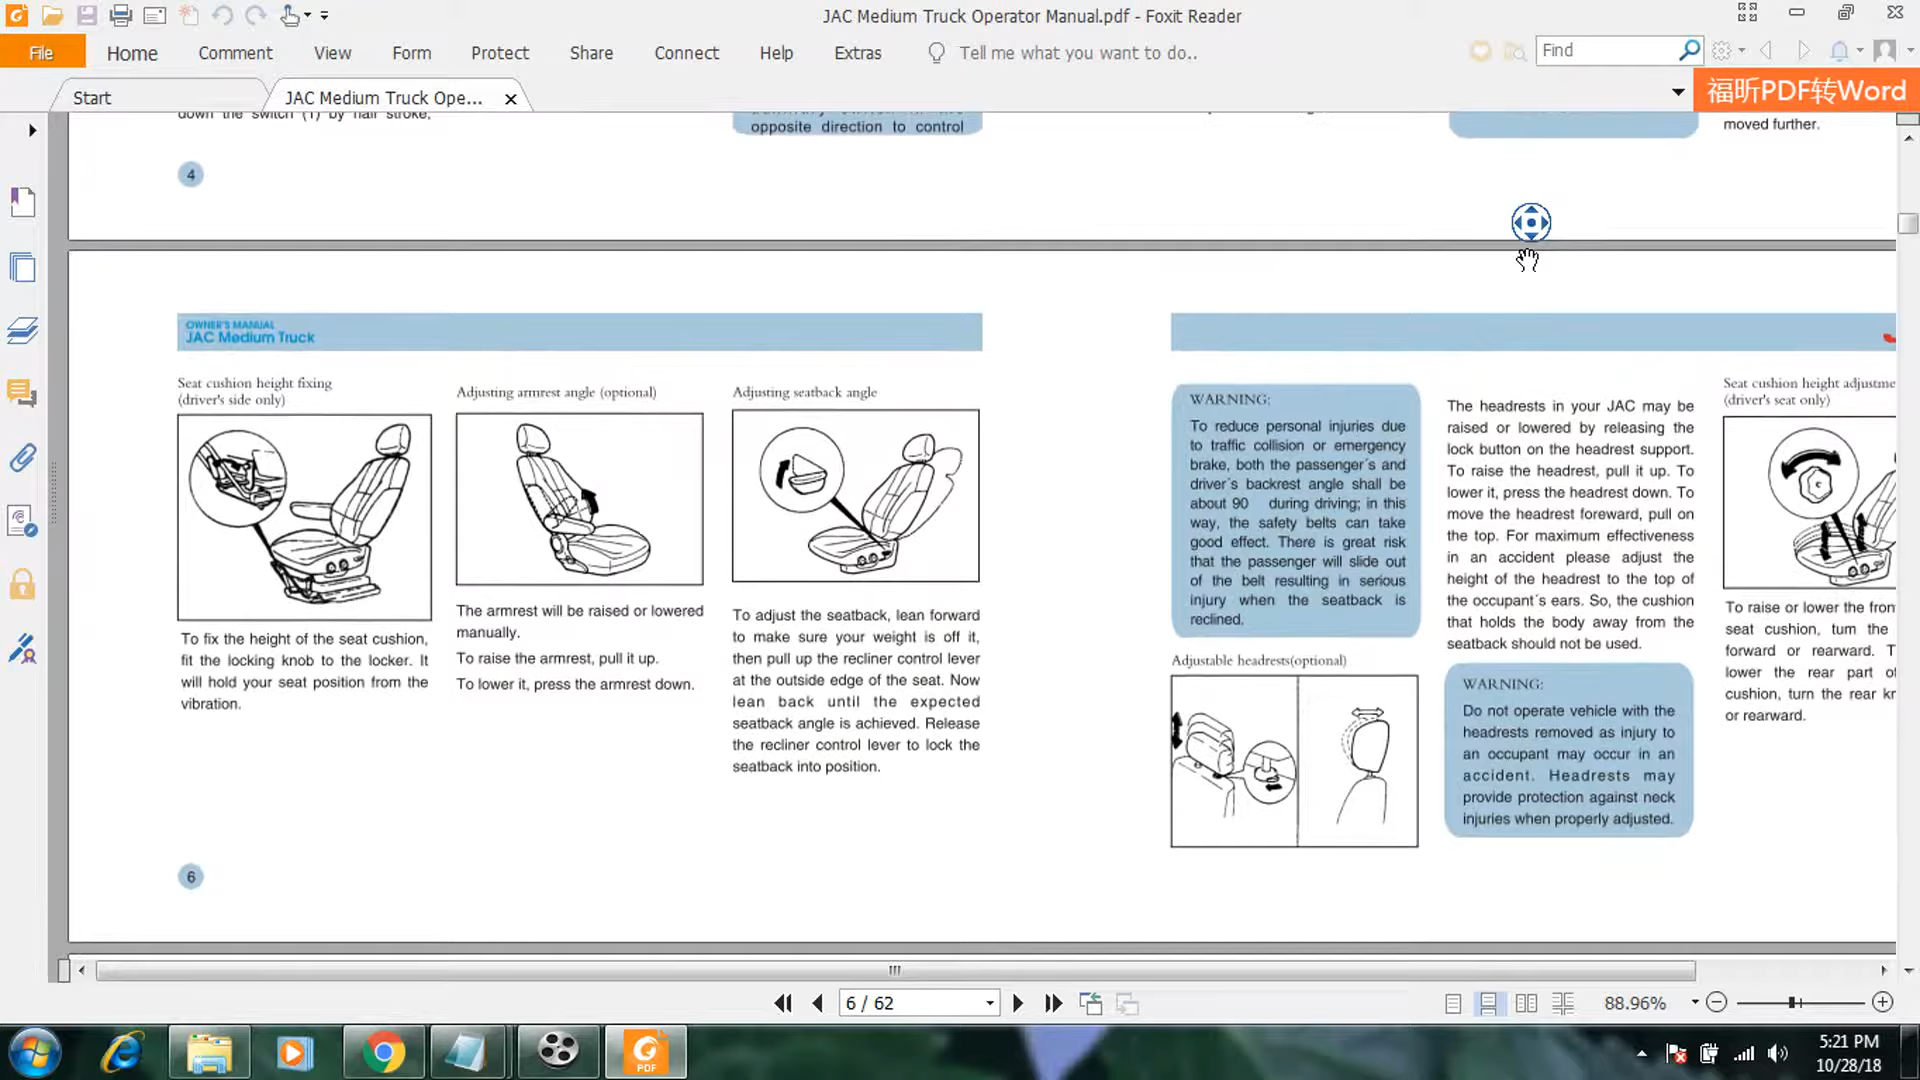 JAC Medium Truck Operator Manual.pdf - Foxit Reader
File Home Comment View Form Protect Share Connect Help Extras Tell me what you want to do.. Find
Start
JAC Medium Truck Ope...
福昕PDF转Word
down the switch (1) by half stroke,
opposite direction to control
moved further.
4
OWNER'S MANUAL
JAC Medium Truck
Seat cushion height fixing
(driver's side only)
To fix the height of the seat cushion,
fit the locking knob to the locker. It
will hold your seat position from the
vibration.
Adjusting armrest angle (optional)
The armrest will be raised or lowered
manually.
To raise the armrest, pull it up.
To lower it, press the armrest down.
Adjusting seatback angle
To adjust the seatback, lean forward
to make sure your weight is off it,
then pull up the recliner control lever
at the outside edge of the seat. Now
lean back until the expected
seatback angle is achieved. Release
the recliner control lever to lock the
seatback into position.
6
WARNING:
To reduce personal injuries due
to traffic collision or emergency
brake, both the passenger´s and
driver´s backrest angle shall be
about 90 during driving; in this
way, the safety belts can take
good effect. There is great risk
that the passenger will slide out
of the belt resulting in serious
injury when the seatback is
reclined.
Adjustable headrests(optional)
The headrests in your JAC may be
raised or lowered by releasing the
lock button on the headrest support.
To raise the headrest, pull it up. To
lower it, press the headrest down. To
move the headrest foreward, pull on
the top. For maximum effectiveness
in an accident please adjust the
height of the headrest to the top of
the occupant´s ears. So, the cushion
that holds the body away from the
seatback should not be used.
WARNING:
Do not operate vehicle with the
headrests removed as injury to
an occupant may occur in an
accident. Headrests may
provide protection against neck
injuries when properly adjusted.
Seat cushion height adjustme
(driver's seat only)
To raise or lower the fron
seat cushion, turn the
forward or rearward. T
lower the rear part of
cushion, turn the rear kn
or rearward.
6 / 62
88.96%
PDF
5:21 PM
10/28/18